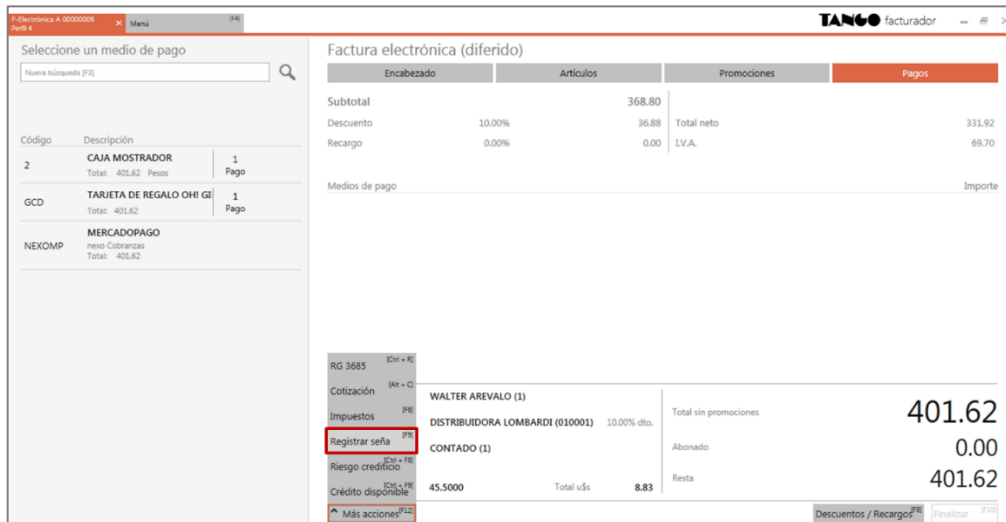 F-Electrónica A 00000006
Perfil 4
Menú
[F4]
TANGO facturador
Seleccione un medio de pago
Nueva búsqueda [F3]
Código Descripción
2 CAJA MOSTRADOR 1
Total: 401.62 Pesos Pago
GCD TARJETA DE REGALO OH! GI 1
Total: 401.62 Pago
NEXOMP MERCADOPAGO
nexo Cobranzas
Total: 401.62
Factura electrónica (diferido)
Encabezado Artículos Promociones Pagos
Subtotal 368.80
Descuento 10.00% 36.88 Total neto 331.92
Recargo 0.00% 0.00 I.V.A. 69.70
Medios de pago Importe
RG 3685 [Ctrl + R]
Cotización [Alt + C]
Impuestos [F6]
Registrar seña [F9]
Riesgo crediticio [Ctrl + F8]
Crédito disponible [Ctrl + F9]
Más acciones [F12]
WALTER AREVALO (1)
DISTRIBUIDORA LOMBARDI (010001) 10.00% dto.
CONTADO (1)
45.5000 Total u$s 8.83
Total sin promociones 401.62
Abonado 0.00
Resta 401.62
Descuentos / Recargos [F8] Finalizar